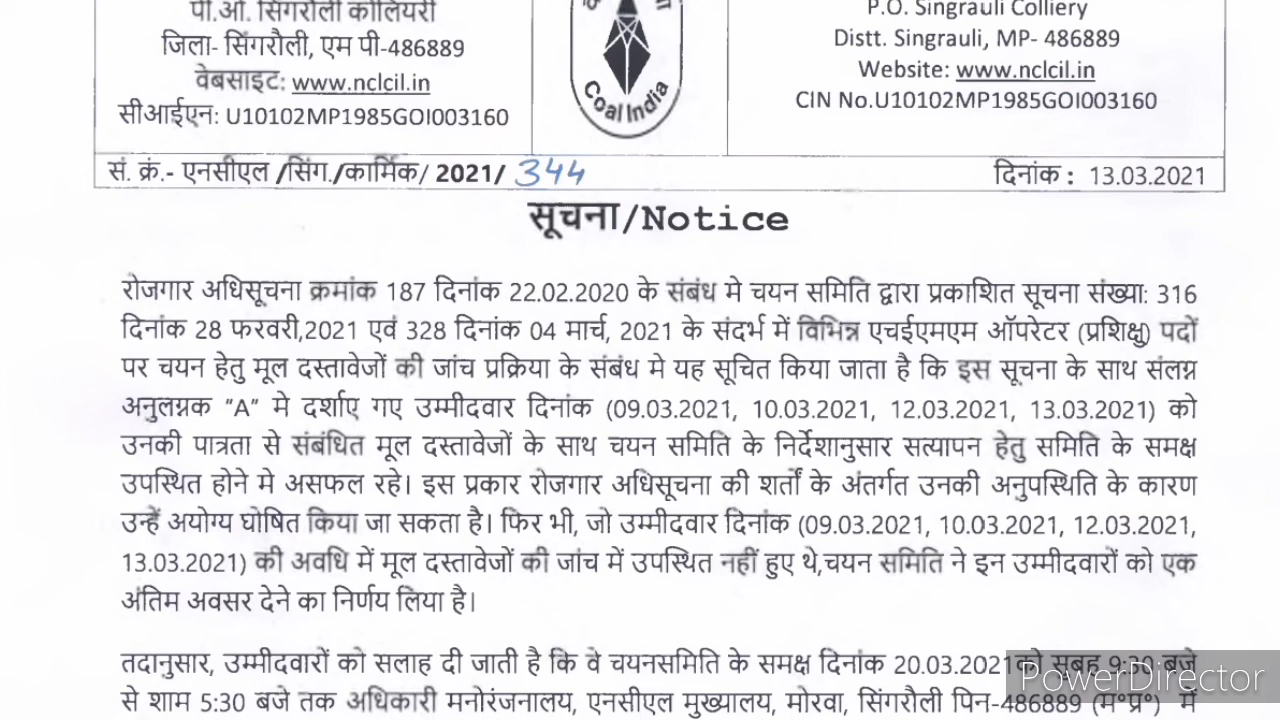 पी.ओ. सिंगरौली कोलियरी
जिला- सिंगरौली, एम पी-486889
वेबसाइट: www.nclcil.in
सीआईएन: U10102MP1985GOI003160
Coal India
P.O. Singrauli Colliery
Distt. Singrauli, MP- 486889
Website: www.nclcil.in
CIN No.U10102MP1985GOI003160
सं. क्रं.- एनसीएल /सिंग./कार्मिक/ 2021/ 344 दिनांक : 13.03.2021
सूचना/Notice
रोजगार अधिसूचना क्रमांक 187 दिनांक 22.02.2020 के संबंध मे चयन समिति द्वारा प्रकाशित सूचना संख्या: 316
दिनांक 28 फरवरी,2021 एवं 328 दिनांक 04 मार्च, 2021 के संदर्भ में विभिन्न एचईएमएम ऑपरेटर (प्रशिक्षु) पदों
पर चयन हेतु मूल दस्तावेजों की जांच प्रक्रिया के संबंध मे यह सूचित किया जाता है कि इस सूचना के साथ संलग्न
अनुलग्नक “A” मे दर्शाए गए उम्मीदवार दिनांक (09.03.2021, 10.03.2021, 12.03.2021, 13.03.2021) को
उनकी पात्रता से संबंधित मूल दस्तावेजों के साथ चयन समिति के निर्देशानुसार सत्यापन हेतु समिति के समक्ष
उपस्थित होने मे असफल रहे। इस प्रकार रोजगार अधिसूचना की शर्तों के अंतर्गत उनकी अनुपस्थिति के कारण
उन्हें अयोग्य घोषित किया जा सकता है। फिर भी, जो उम्मीदवार दिनांक (09.03.2021, 10.03.2021, 12.03.2021,
13.03.2021) की अवधि में मूल दस्तावेजों की जांच में उपस्थित नहीं हुए थे,चयन समिति ने इन उम्मीदवारों को एक
अंतिम अवसर देने का निर्णय लिया है।
तदानुसार, उम्मीदवारों को सलाह दी जाती है कि वे चयनसमिति के समक्ष दिनांक 20.03.2021को सुबह 9:30 बजे
से शाम 5:30 बजे तक अधिकारी मनोरंजनालय, एनसीएल मुख्यालय, मोरवा, सिंगरौली पिन-486889 (म°प्र°) में
PowerDirector